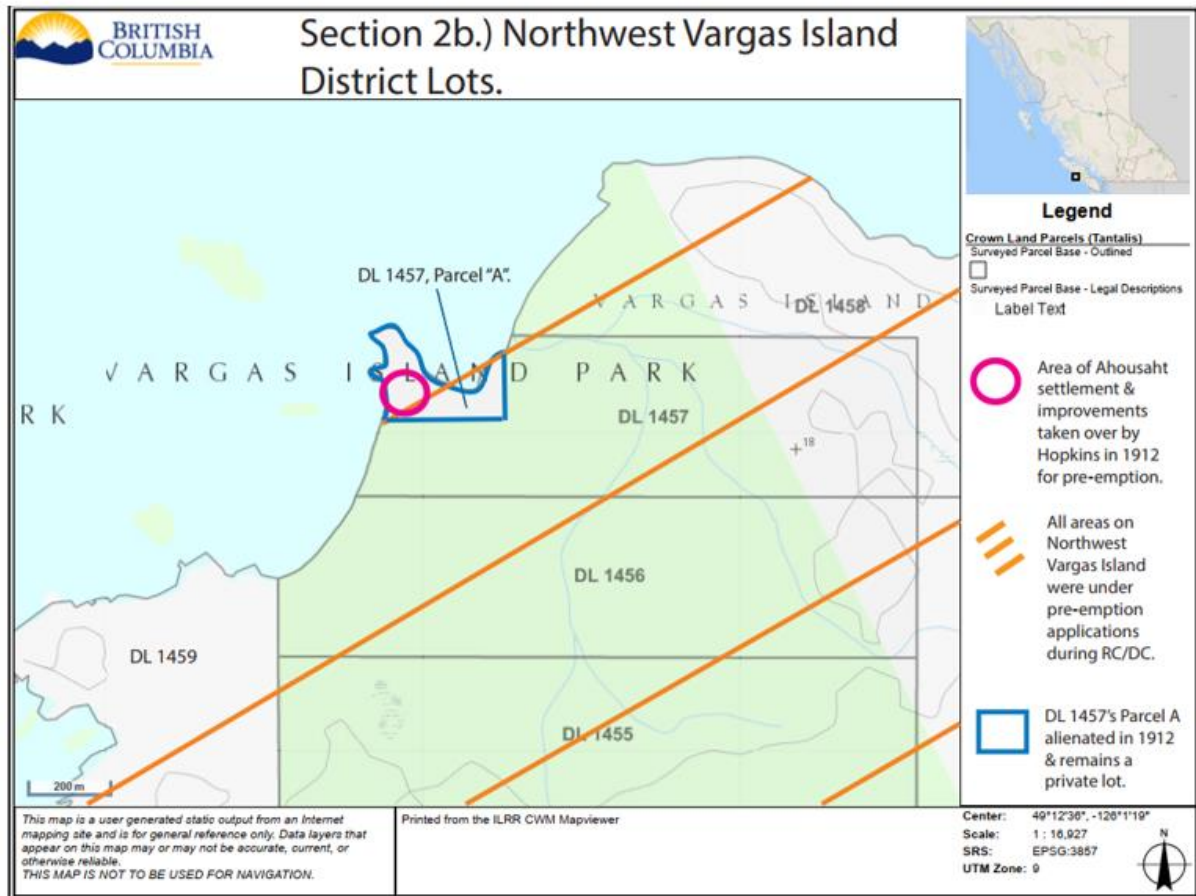 BRITISH
COLUMBIA
Section 2b.) Northwest Vargas Island
District Lots.
DL 1457, Parcel "A".
VARGAS ISLAND
DL 1458
VARGAS ISLAND PARK
RK
DL 1457
18
DL 1456
DL 1459
DL 1455
200 m
Legend
Crown Land Parcels (Tantalis)
Surveyed Parcel Base - Outlined
Surveyed Parcel Base - Legal Descriptions
Label Text
Area of Ahousaht
settlement &
improvements
taken over by
Hopkins in 1912
for pre-emption.
All areas on
Northwest
Vargas Island
were under
pre-emption
applications
during RC/DC.
DL 1457's Parcel A
alienated in 1912
& remains a
private lot.
This map is a user generated static output from an Internet
mapping site and is for general reference only. Data layers that
appear on this map may or may not be accurate, current, or
otherwise reliable.
THIS MAP IS NOT TO BE USED FOR NAVIGATION.
Printed from the ILRR CWM Mapviewer
Center: 49°12'36", -126°1'19"
Scale: 1 : 16,927
SRS: EPSG:3857
UTM Zone: 9
N